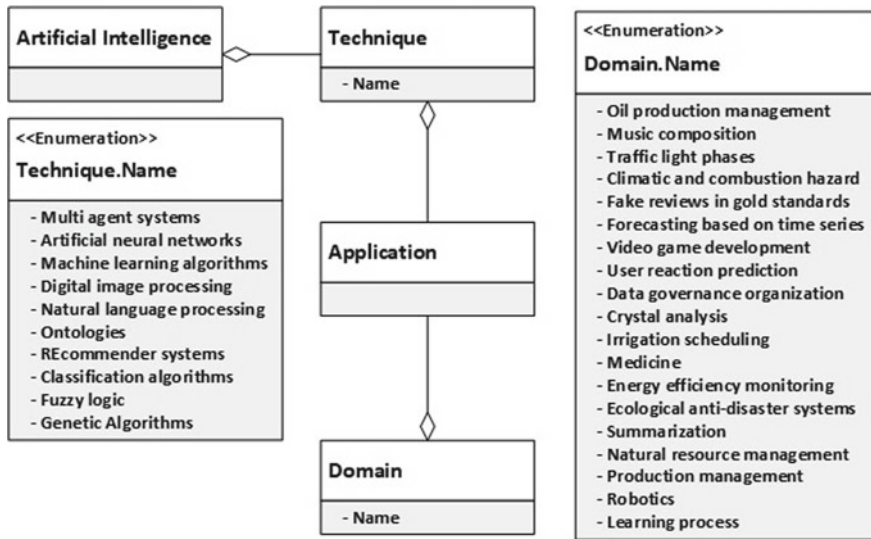 Artificial Intelligence
Technique
- Name
<<Enumeration>>
Technique.Name
- Multi agent systems
- Artificial neural networks
- Machine learning algorithms
- Digital image processing
- Natural language processing
- Ontologies
- REcommender systems
- Classification algorithms
- Fuzzy logic
- Genetic Algorithms
Application
Domain
- Name
<<Enumeration>>
Domain.Name
- Oil production management
- Music composition
- Traffic light phases
- Climatic and combustion hazard
- Fake reviews in gold standards
- Forecasting based on time series
- Video game development
- User reaction prediction
- Data governance organization
- Crystal analysis
- Irrigation scheduling
- Medicine
- Energy efficiency monitoring
- Ecological anti-disaster systems
- Summarization
- Natural resource management
- Production management
- Robotics
- Learning process